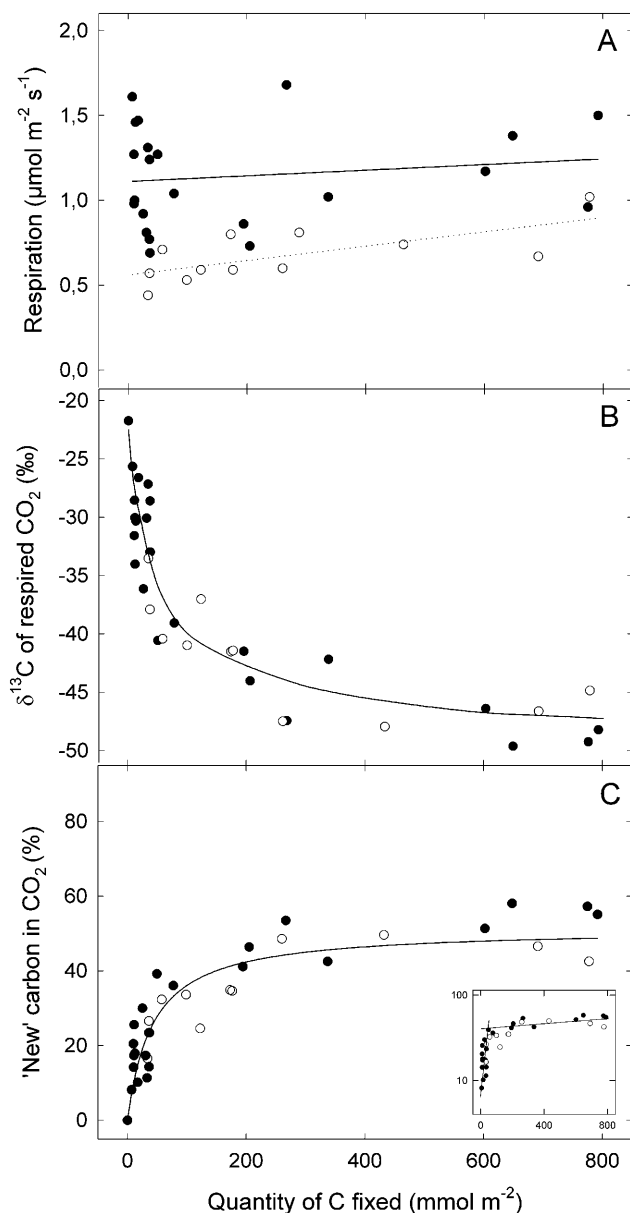 A
2,0
1,5
1,0
0,5
0,0
Respiration (µmol m⁻² s⁻¹)
B
-20
-25
-30
-35
-40
-45
-50
δ¹³C of respired CO₂ (‰)
C
80
60
40
20
0
'New' carbon in CO₂ (%)
100
10
0 400 800
0 200 400 600 800
Quantity of C fixed (mmol m⁻²)